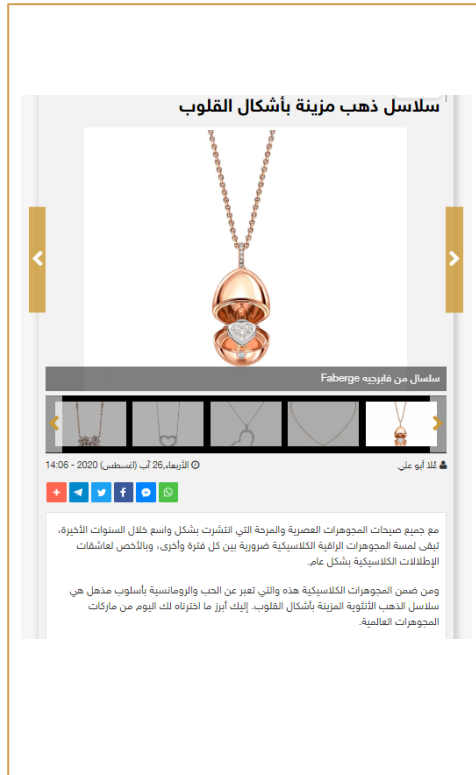 سلاسل ذهب مزينة بأشكال القلوب
سلسال من فابرجيه Faberge
عُلا أبو علي
الأربعاء,26 آب (اغسطس) 2020 - 14:06
مع جميع صيحات المجوهرات العصرية والمرحة التي انتشرت بشكل واسع خلال السنوات الأخيرة،
تبقى لمسة المجوهرات الراقية الكلاسيكية ضرورية بين كل فترة وأخرى، وبالأخص لعاشقات
الإطلالات الكلاسيكية بشكل عام.
ومن ضمن المجوهرات الكلاسيكية هذه والتي تعبر عن الحب والرومانسية بأسلوب مذهل هي
سلاسل الذهب الأنثوية المزينة بأشكال القلوب. إليك أبرز ما اخترناه لك اليوم من ماركات
المجوهرات العالمية.